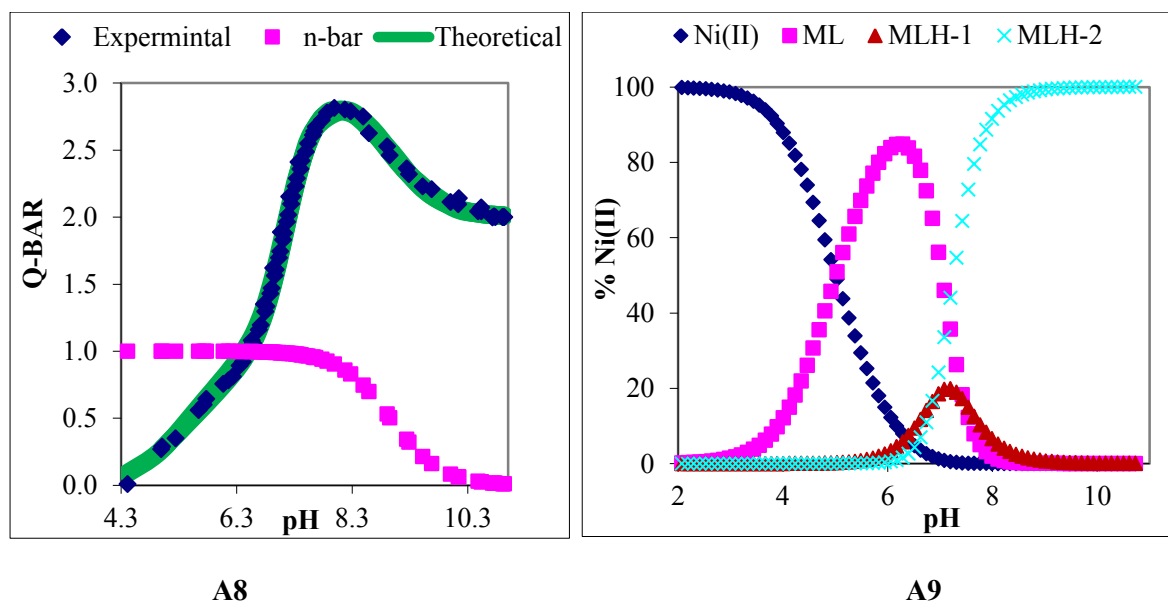 Expermintal n-bar Theoretical
Q-BAR
3.0
2.5
2.0
1.5
1.0
0.5
0.0
4.3 6.3 8.3 10.3
pH
A8
Ni(II) ML MLH-1 MLH-2
% Ni(II)
100
80
60
40
20
0
2 4 6 8 10
pH
A9